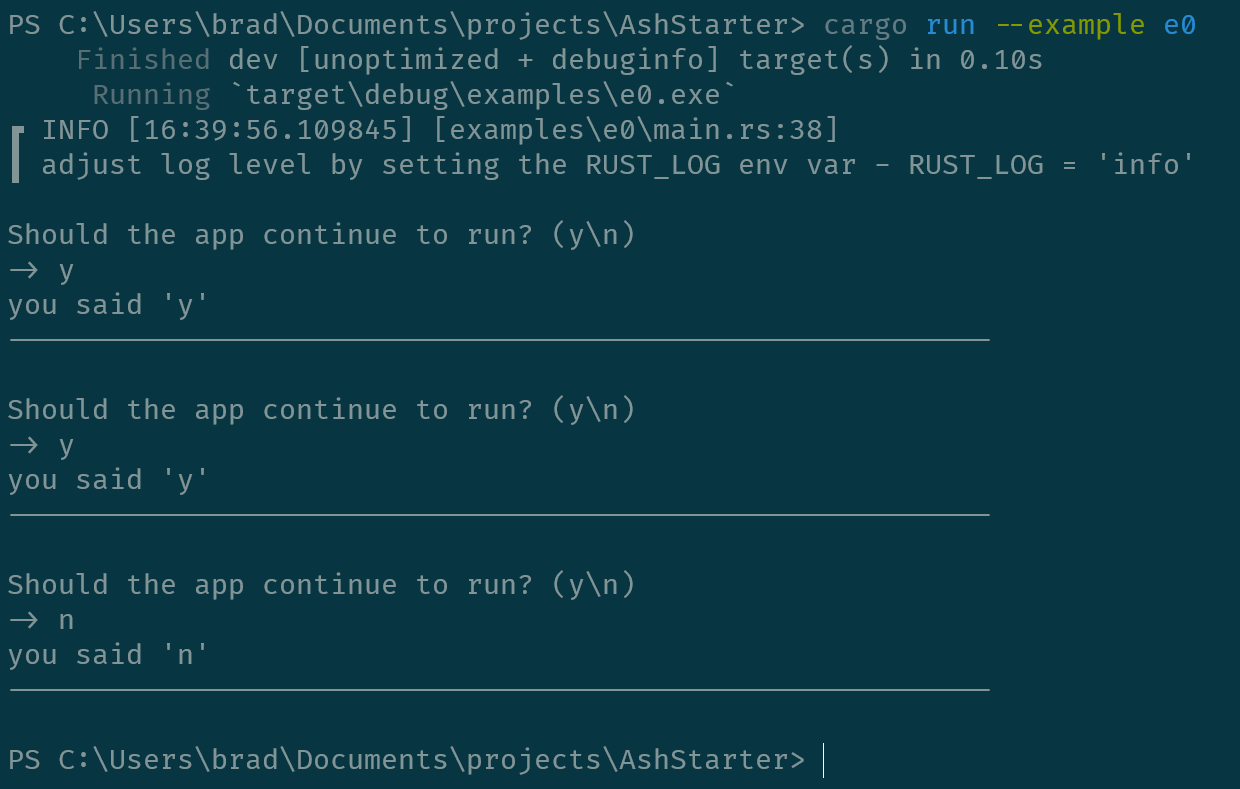 PS C:\Users\brad\Documents\projects\AshStarter> cargo run --example e0
Finished dev [unoptimized + debuginfo] target(s) in 0.10s
Running `target\debug\examples\e0.exe`
INFO [16:39:56.109845] [examples\e0\main.rs:38]
adjust log level by setting the RUST_LOG env var - RUST_LOG = 'info'
Should the app continue to run? (y\n)
-> y
you said 'y'
Should the app continue to run? (y\n)
-> y
you said 'y'
Should the app continue to run? (y\n)
-> n
you said 'n'
PS C:\Users\brad\Documents\projects\AshStarter>